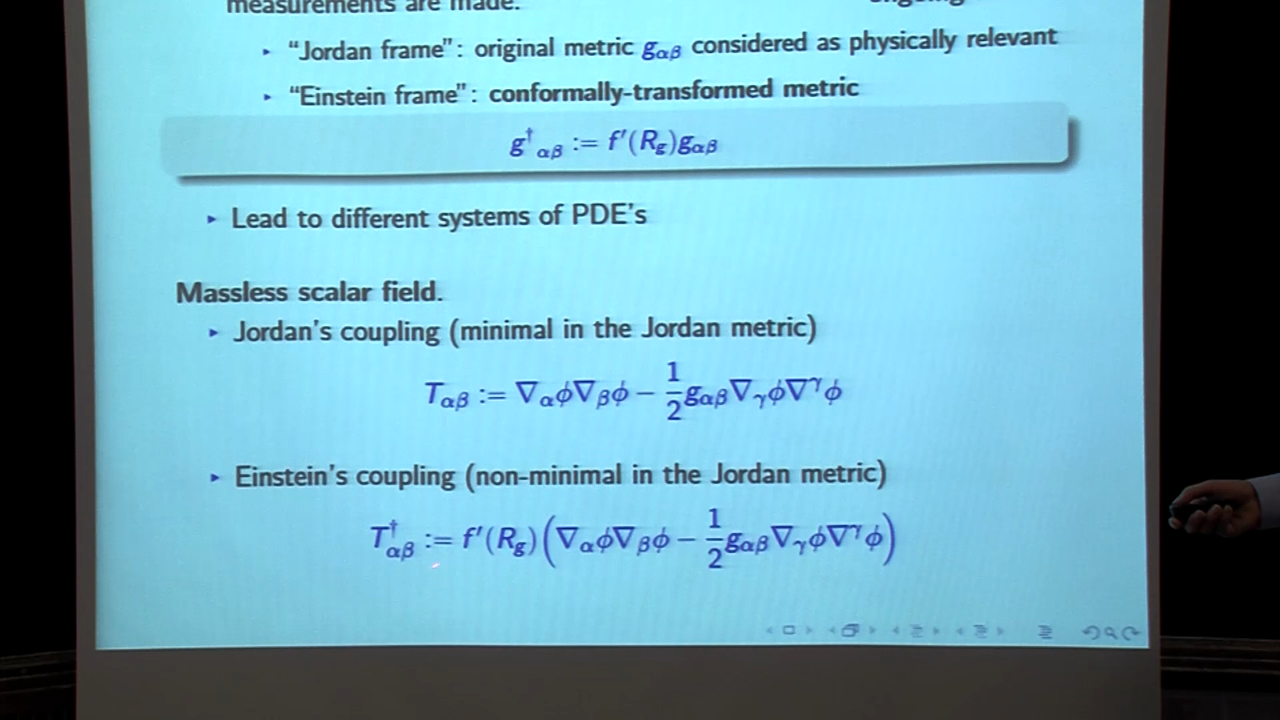 measurements are made. ongoing
▸ “Jordan frame”: original metric g_{αβ} considered as physically relevant
▸ “Einstein frame”: conformally-transformed metric
g^†_{αβ} := f′(R_g)g_{αβ}
▸ Lead to different systems of PDE's
Massless scalar field.
▸ Jordan's coupling (minimal in the Jordan metric)
T_{αβ} := ∇_αϕ∇_βϕ − 1/2 g_{αβ}∇_γϕ∇^γϕ
▸ Einstein's coupling (non-minimal in the Jordan metric)
T^†_{αβ} := f′(R_g)(∇_αϕ∇_βϕ − 1/2 g_{αβ}∇_γϕ∇^γϕ)